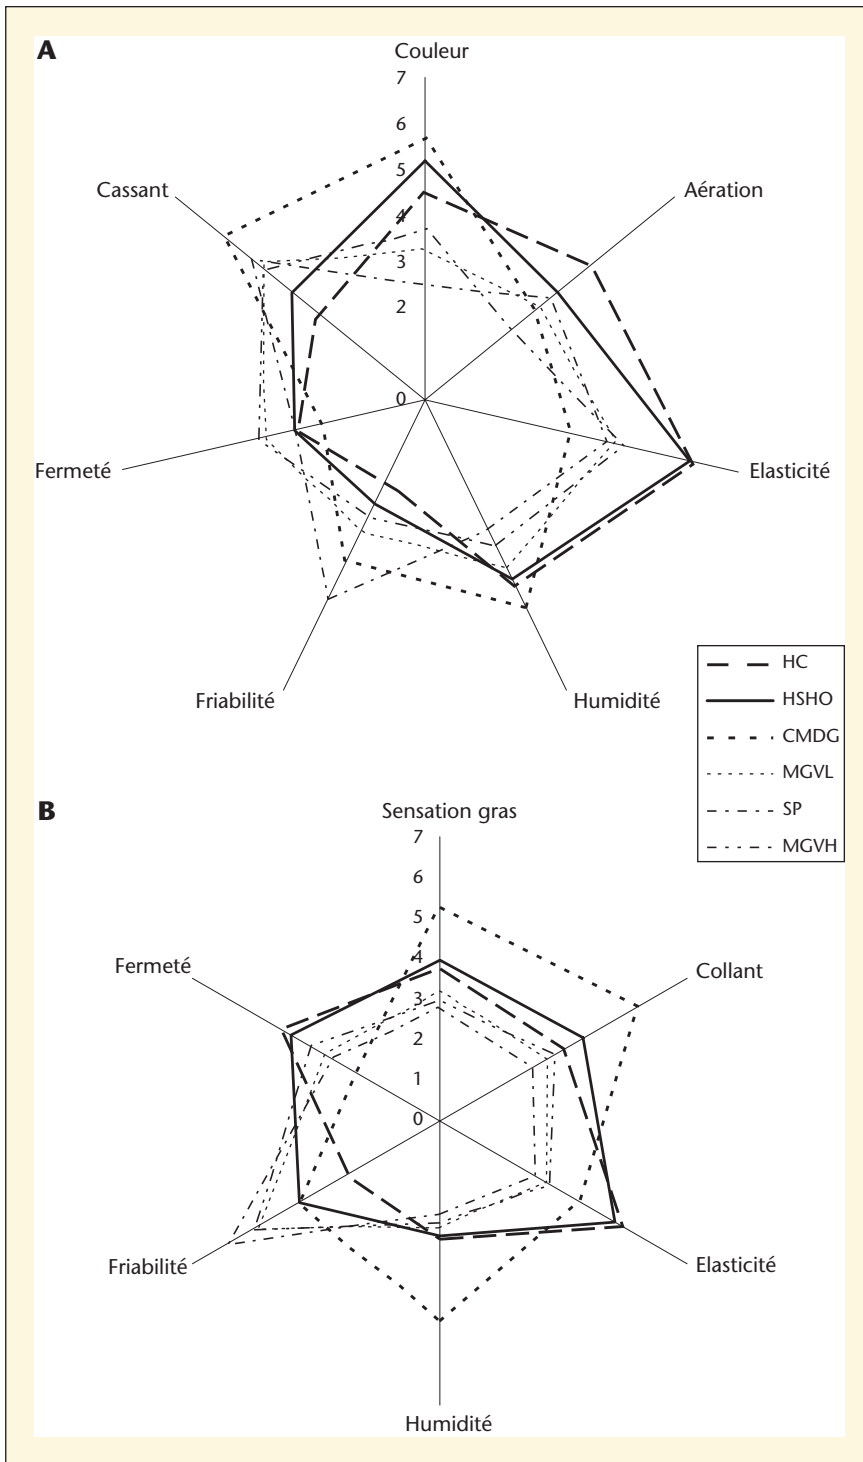 A
Couleur
7
6
5
4
3
2
0
Cassant
Aération
Fermeté
Elasticité
Friabilité
Humidité
HC
HSHO
CMDG
MGVL
SP
MGVH
B
Sensation gras
7
6
5
4
3
2
1
0
Fermeté
Collant
Friabilité
Elasticité
Humidité